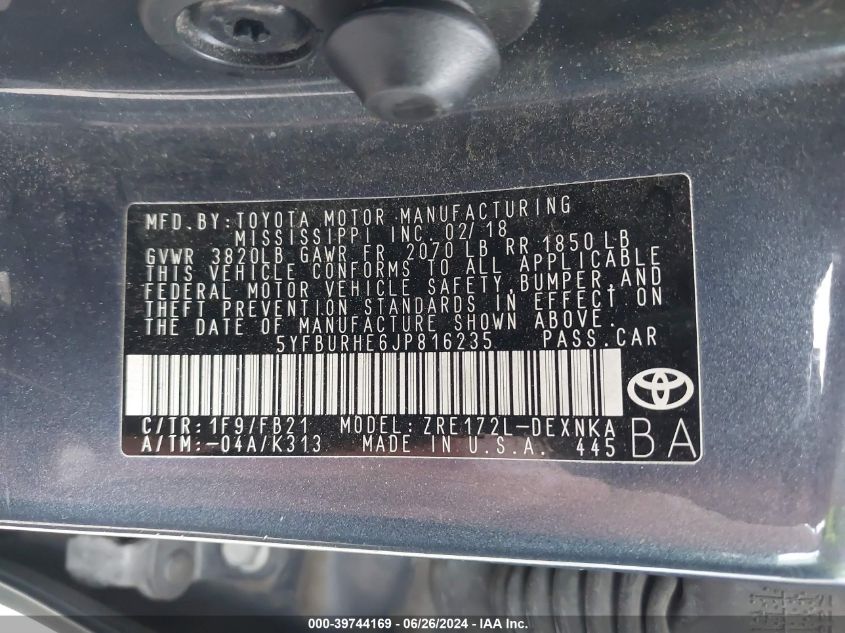 MFD. BY: TOYOTA MOTOR MANUFACTURING
MISSISSIPPI INC. 02/18
GVWR 3820LB GAWR FR 2070 LB RR 1850 LB
THIS VEHICLE CONFORMS TO ALL APPLICABLE
FEDERAL MOTOR VEHICLE SAFETY, BUMPER, AND
THEFT PREVENTION STANDARDS IN EFFECT ON
THE DATE OF MANUFACTURE SHOWN ABOVE.
5YFBURHE6JP816235 PASS. CAR
C/TR: 1F9/FB21 MODEL: ZRE172L-DEXNKA
A/TM: -04A/K313 MADE IN U.S.A. 445
BA
000-39744169 / 06/26/2024 - IAA Inc.